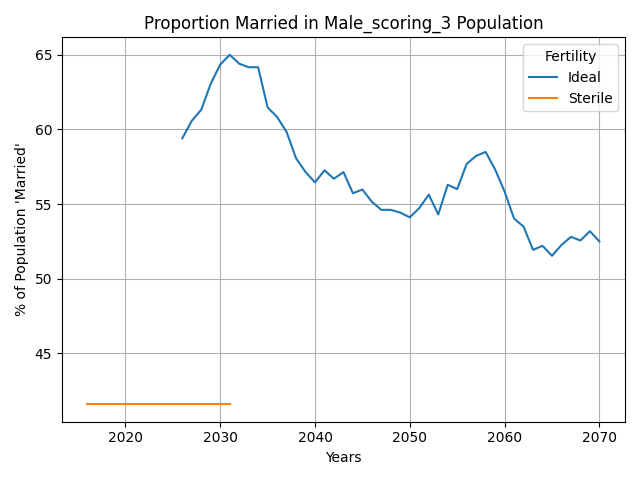 Proportion Married in Male_scoring_3 Population
Fertility
Ideal
Sterile
% of Population 'Married'
65
60
55
50
45
2020
2030
2040
2050
2060
2070
Years